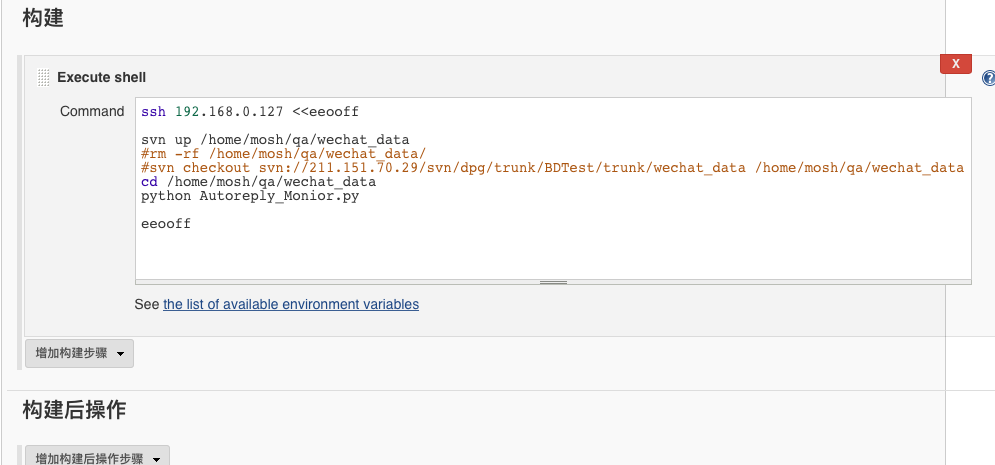 构建
X
Execute shell
?
Command
ssh 192.168.0.127 <<eeooff
svn up /home/mosh/qa/wechat_data
#rm -rf /home/mosh/qa/wechat_data/
#svn checkout svn://211.151.70.29/svn/dpg/trunk/BDTest/trunk/wechat_data /home/mosh/qa/wechat_data
cd /home/mosh/qa/wechat_data
python Autoreply_Monior.py
eeooff
See the list of available environment variables
增加构建步骤
构建后操作
增加构建后操作步骤